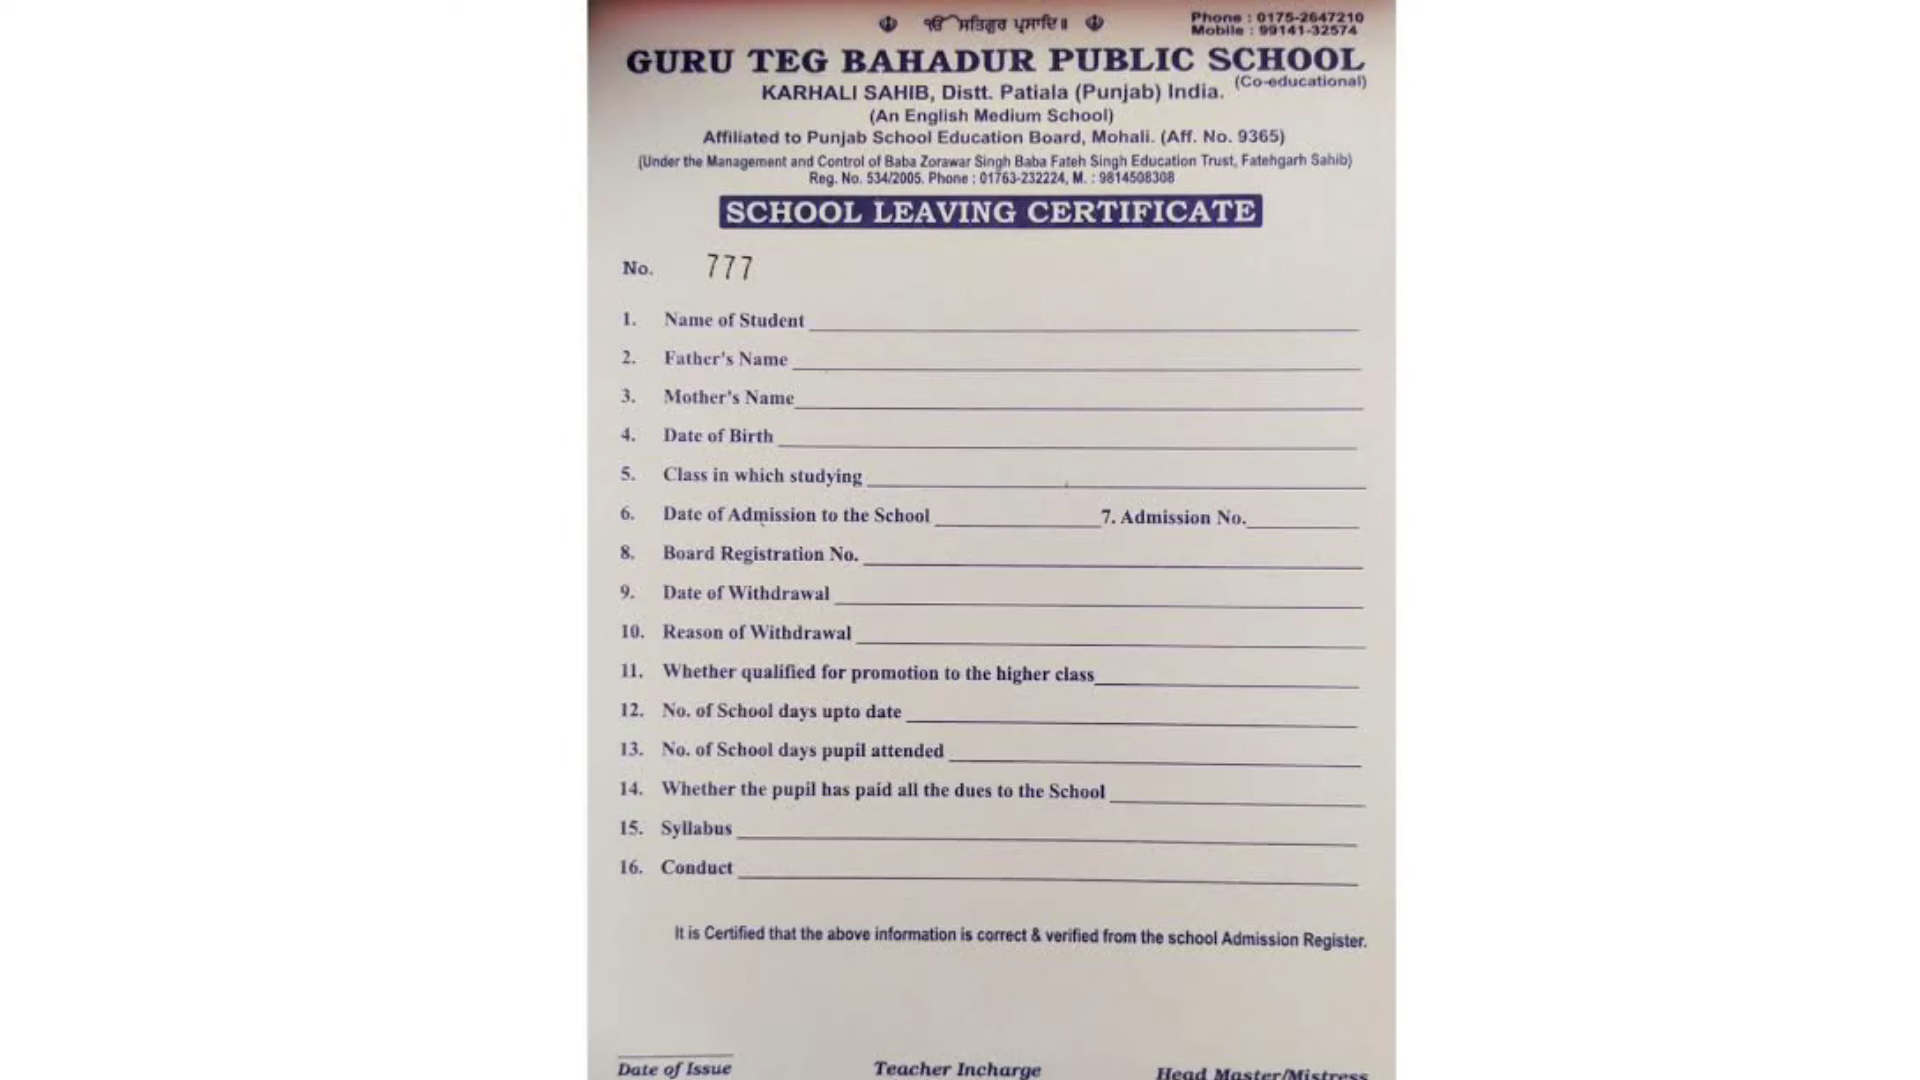 ੴ ਸਤਿਗੁਰ ਪ੍ਰਸਾਦਿ॥
Phone : 0175-2647210
Mobile : 99141-32574
GURU TEG BAHADUR PUBLIC SCHOOL
(Co-educational)
KARHALI SAHIB, Distt. Patiala (Punjab) India.
(An English Medium School)
Affiliated to Punjab School Education Board, Mohali. (Aff. No. 9365)
(Under the Management and Control of Baba Zorawar Singh Baba Fateh Singh Education Trust, Fatehgarh Sahib)
Reg. No. 534/2005. Phone : 01763-232224, M. : 9814508308
SCHOOL LEAVING CERTIFICATE
No. 777
1. Name of Student
2. Father's Name
3. Mother's Name
4. Date of Birth
5. Class in which studying
6. Date of Admission to the School 7. Admission No.
8. Board Registration No.
9. Date of Withdrawal
10. Reason of Withdrawal
11. Whether qualified for promotion to the higher class
12. No. of School days upto date
13. No. of School days pupil attended
14. Whether the pupil has paid all the dues to the School
15. Syllabus
16. Conduct
It is Certified that the above information is correct & verified from the school Admission Register.
Date of Issue Teacher Incharge Head Master/Mistress